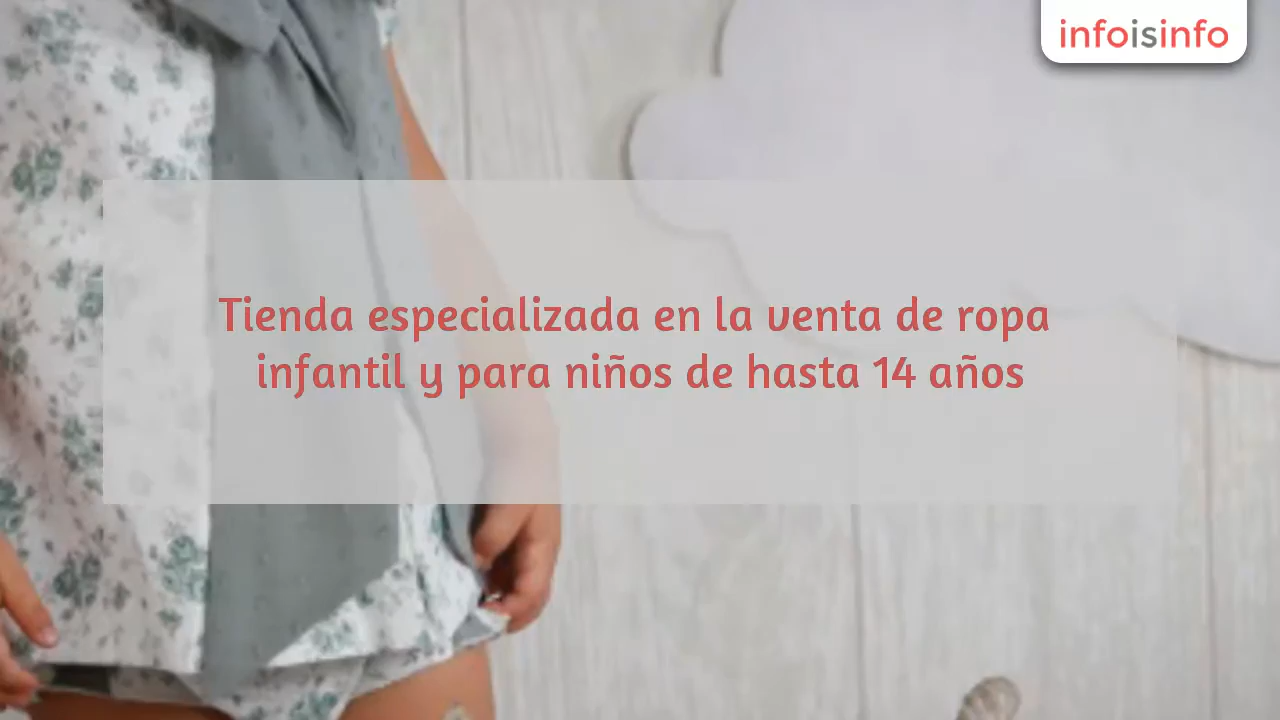 infoisinfo
Tienda especializada en la venta de ropa
infantil y para niños de hasta 14 años